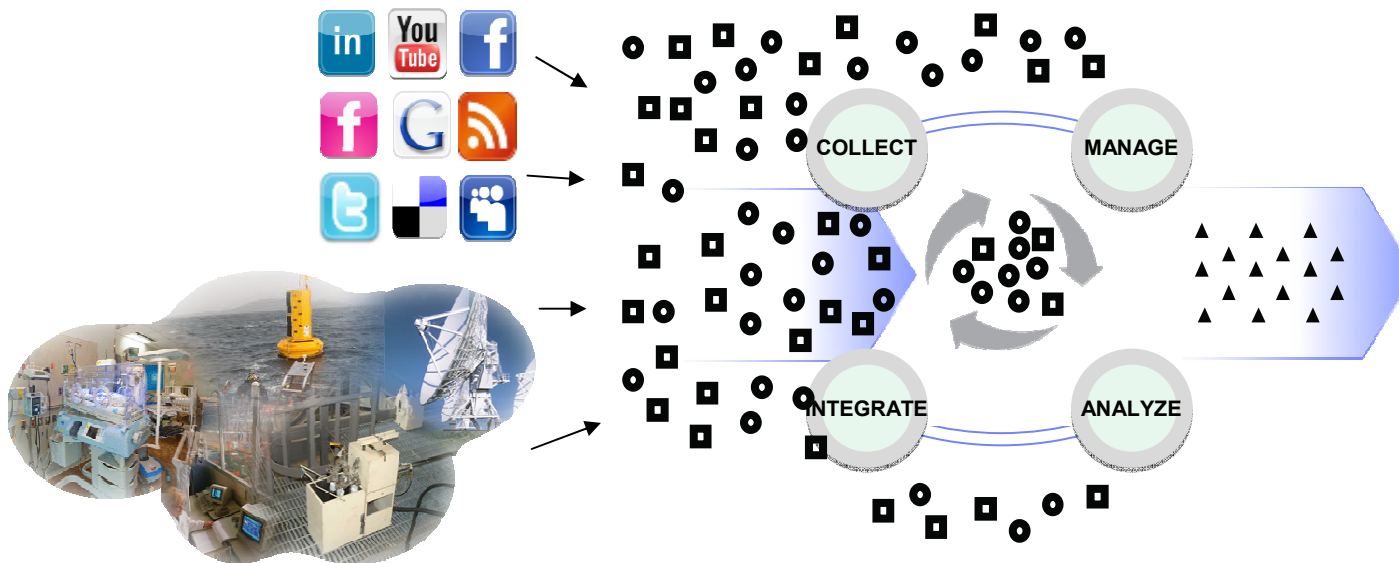 in
You
Tube
f
f
G
t
COLLECT
MANAGE
INTEGRATE
ANALYZE